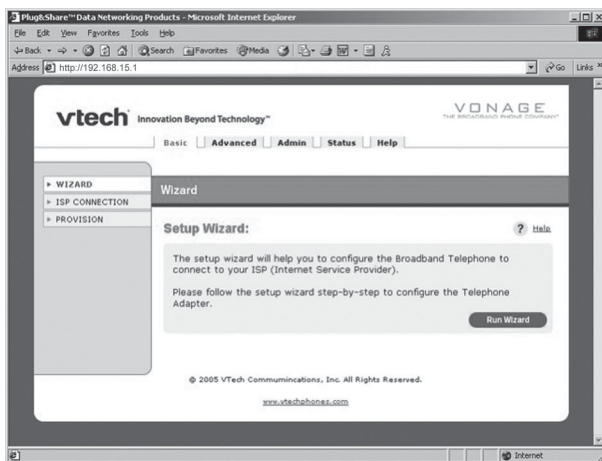 Plug&Share™ Data Networking Products - Microsoft Internet Explorer
File Edit View Favorites Tools Help
Back Search Favorites Media
Address http://192.168.15.1 Go Links »
vtech Innovation Beyond Technology™
VONAGE
THE BROADBAND PHONE COMPANY
Basic Advanced Admin Status Help
WIZARD
ISP CONNECTION
PROVISION
Wizard
Setup Wizard:
? Help
The setup wizard will help you to configure the Broadband Telephone to
connect to your ISP (Internet Service Provider).
Please follow the setup wizard step-by-step to configure the Telephone
Adapter.
Run Wizard
© 2005 VTech Commumincations, Inc. All Rights Reserved.
www.vtechphones.com
Internet